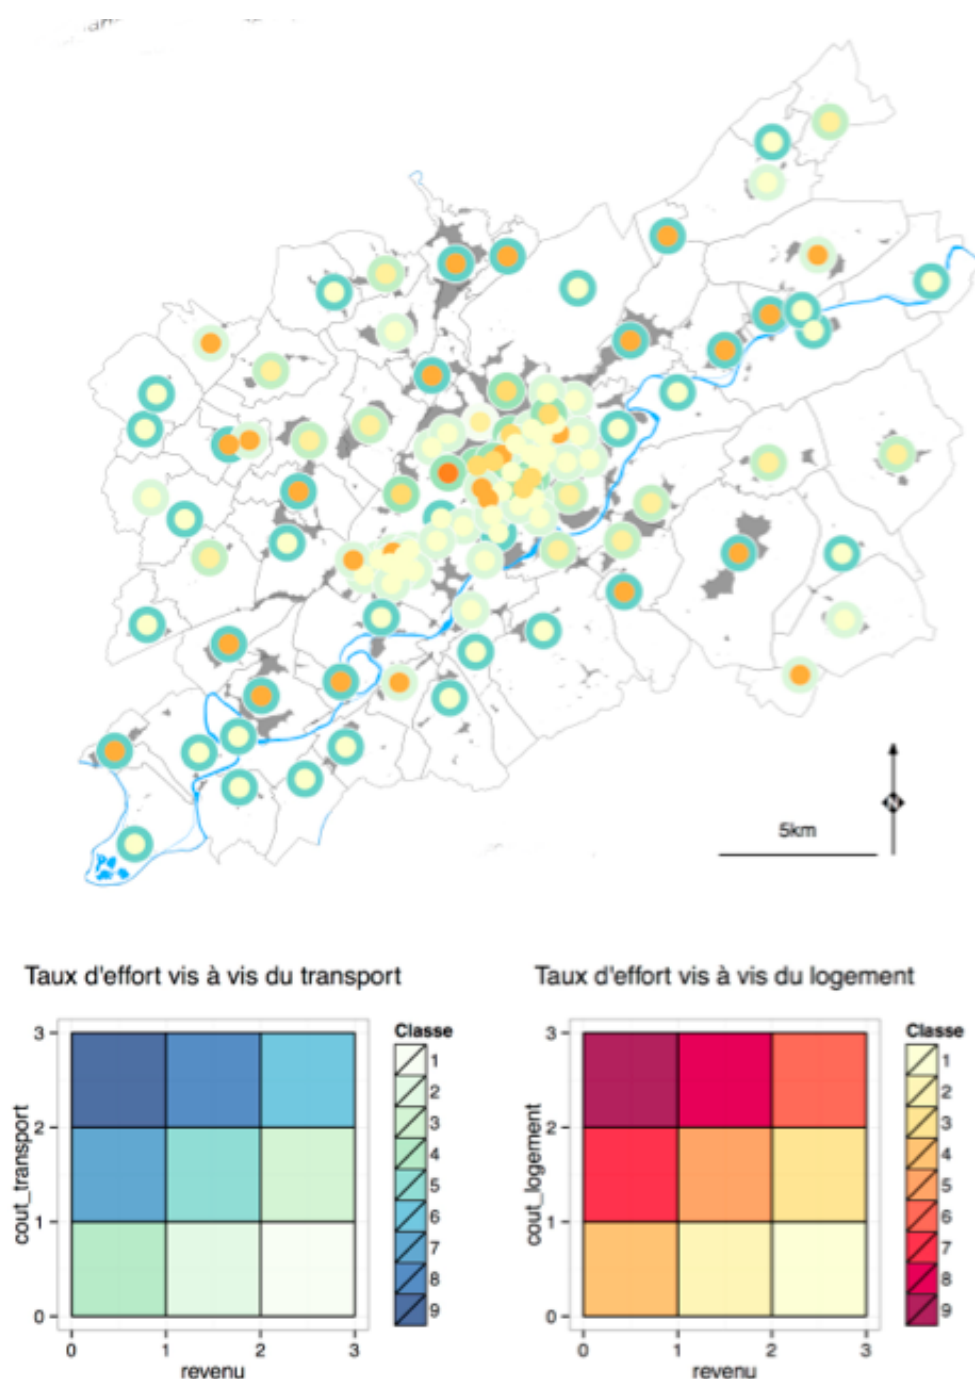 N
5km
Taux d'effort vis à vis du transport
Taux d'effort vis à vis du logement
3
2
1
0
cout_transport
0 1 2 3
revenu
Classe
1
2
3
4
5
6
7
8
9
3
2
1
0
cout_logement
0 1 2 3
revenu
Classe
1
2
3
4
5
6
7
8
9